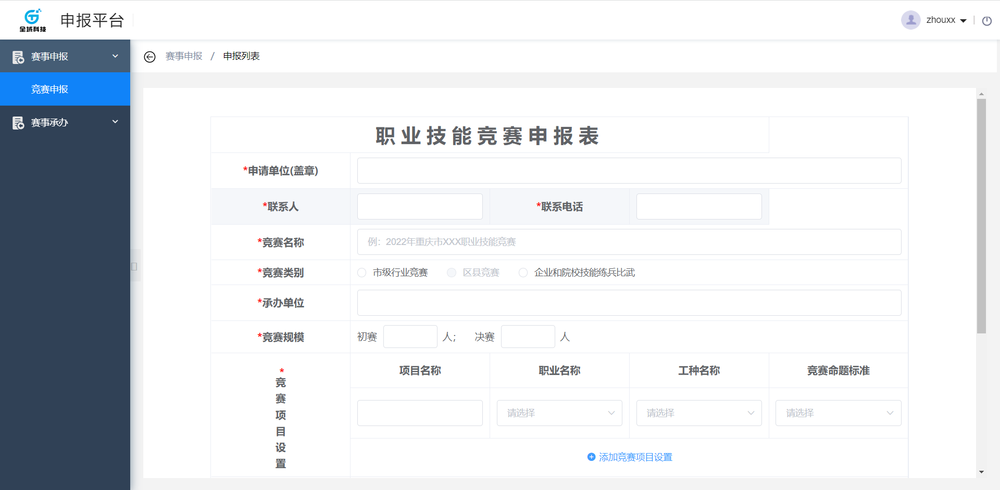 全域科技
申报平台
zhouxx
赛事申报
竞赛申报
赛事承办
赛事申报 / 申报列表
职业技能竞赛申报表
*申请单位(盖章)
*联系人 *联系电话
*竞赛名称 例：2022年重庆市XXX职业技能竞赛
*竞赛类别 市级行业竞赛 区县竞赛 企业和院校技能练兵比武
*承办单位
*竞赛规模 初赛 人； 决赛 人
*
竞
赛
项
目
设
置
项目名称 职业名称 工种名称 竞赛命题标准
请选择 请选择 请选择
添加竞赛项目设置